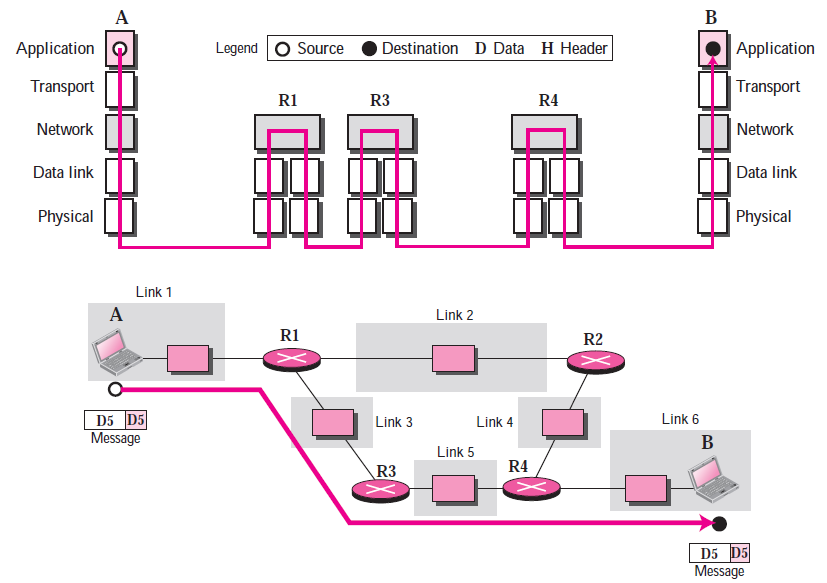 A
B
Application
Legend Source Destination D Data H Header
Application
Transport
Transport
R1 R3 R4
Network
Network
Data link
Data link
Physical
Physical
Link 1
A
Link 2
R1
R2
D5 D5
Message
Link 3
Link 4
Link 6
B
Link 5
R3
R4
D5 D5
Message